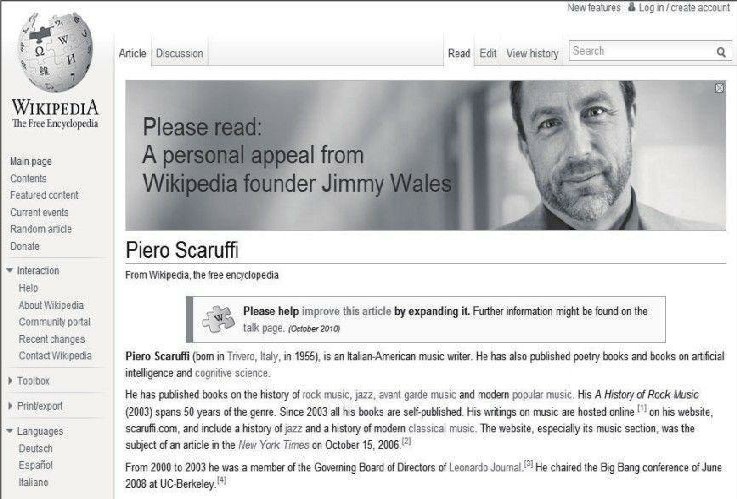 New features Log in / create account
Article Discussion Read Edit View history Search
WIKIPEDIA
The Free Encyclopedia
Please read:
A personal appeal from
Wikipedia founder Jimmy Wales
Main page
Contents
Featured content
Current events
Random article
Donate
Interaction
Help
About Wikipedia
Community portal
Recent changes
Contact Wikipedia
Toolbox
Print/export
Languages
Deutsch
Español
Italiano
Piero Scaruffi
From Wikipedia, the free encyclopedia
Please help improve this article by expanding it. Further information might be found on the
talk page. (October 2010)
Piero Scaruffi (born in Trivero, Italy, in 1955), is an Italian-American music writer. He has also published poetry books and books on artificial
intelligence and cognitive science.
He has published books on the history of rock music, jazz, avant garde music and modern popular music. His A History of Rock Music
(2003) spans 50 years of the genre. Since 2003 all his books are self-published. His writings on music are hosted online [1] on his website,
scaruffi.com, and include a history of jazz and a history of modern classical music. The website, especially its music section, was the
subject of an article in the New York Times on October 15, 2006.[2]
From 2000 to 2003 he was a member of the Governing Board of Directors of Leonardo Journal.[3] He chaired the Big Bang conference of June
2008 at UC-Berkeley.[4]